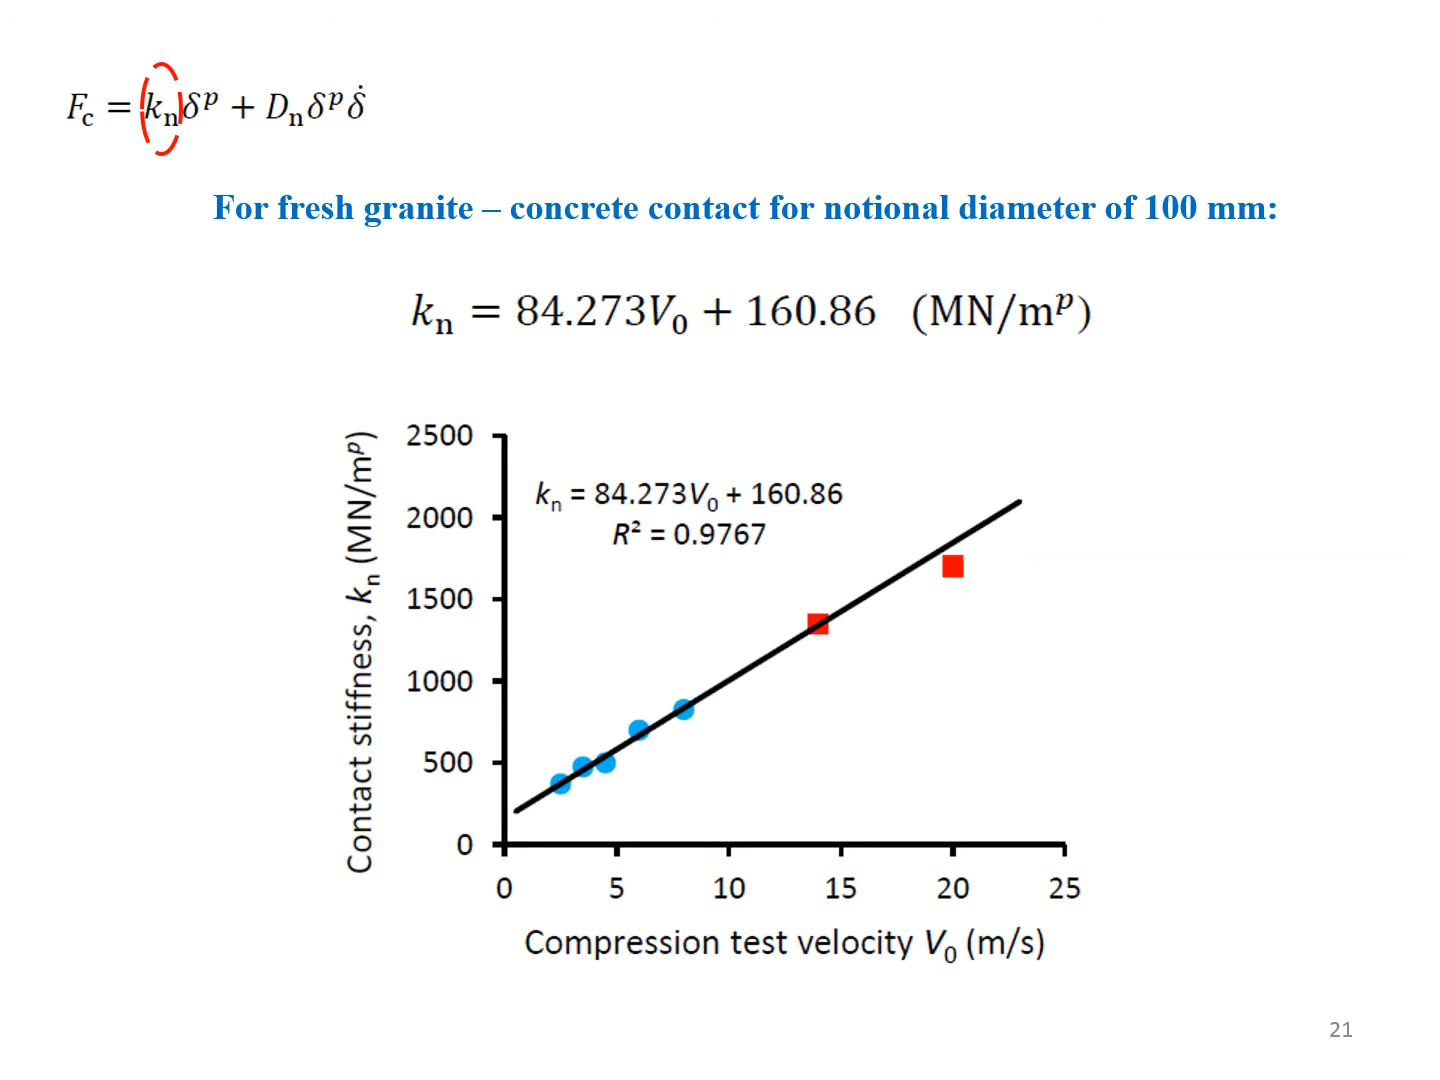 F_c = k_n δ^p + D_n δ^p δ̇
For fresh granite – concrete contact for notional diameter of 100 mm:
k_n = 84.273V_0 + 160.86 (MN/m^p)
Contact stiffness, k_n (MN/m^p)
2500
2000
1500
1000
500
0
k_n = 84.273V_0 + 160.86
R² = 0.9767
0 5 10 15 20 25
Compression test velocity V_0 (m/s)
21